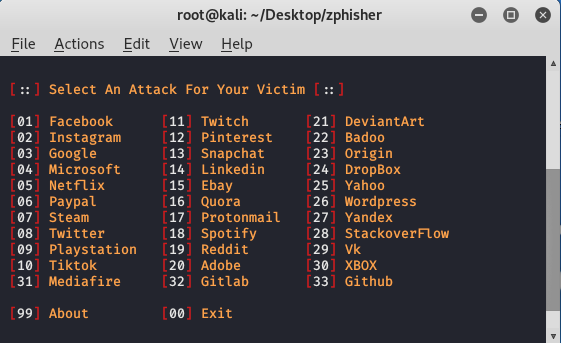 root@kali: ~/Desktop/zphisher
File Actions Edit View Help
[::] Select An Attack For Your Victim [::]
[01] Facebook [11] Twitch [21] DeviantArt
[02] Instagram [12] Pinterest [22] Badoo
[03] Google [13] Snapchat [23] Origin
[04] Microsoft [14] Linkedin [24] DropBox
[05] Netflix [15] Ebay [25] Yahoo
[06] Paypal [16] Quora [26] Wordpress
[07] Steam [17] Protonmail [27] Yandex
[08] Twitter [18] Spotify [28] StackoverFlow
[09] Playstation [19] Reddit [29] Vk
[10] Tiktok [20] Adobe [30] XBOX
[31] Mediafire [32] Gitlab [33] Github
[99] About [00] Exit